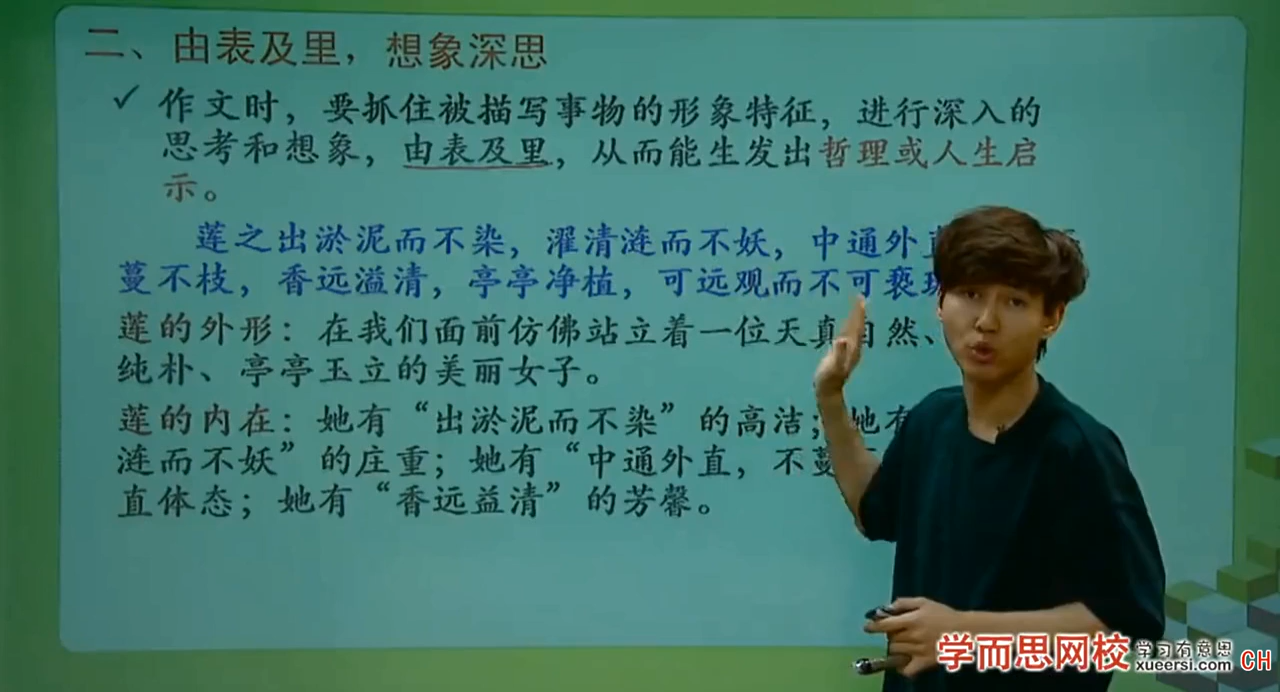 二、由表及里，想象深思
✓ 作文时，要抓住被描写事物的形象特征，进行深入的
思考和想象，由表及里，从而能生发出哲理或人生启
示。
莲之出淤泥而不染，濯清涟而不妖，中通外
蔓不枝，香远溢清，亭亭净植，可远观而不可亵
莲的外形：在我们面前仿佛站立着一位天真自然、
纯朴、亭亭玉立的美丽女子。
莲的内在：她有“出淤泥而不染”的高洁；她有
涟而不妖”的庄重；她有“中通外直，不蔓
直体态；她有“香远益清”的芳馨。
学而思网校 学习有意思
xueersi.com CH